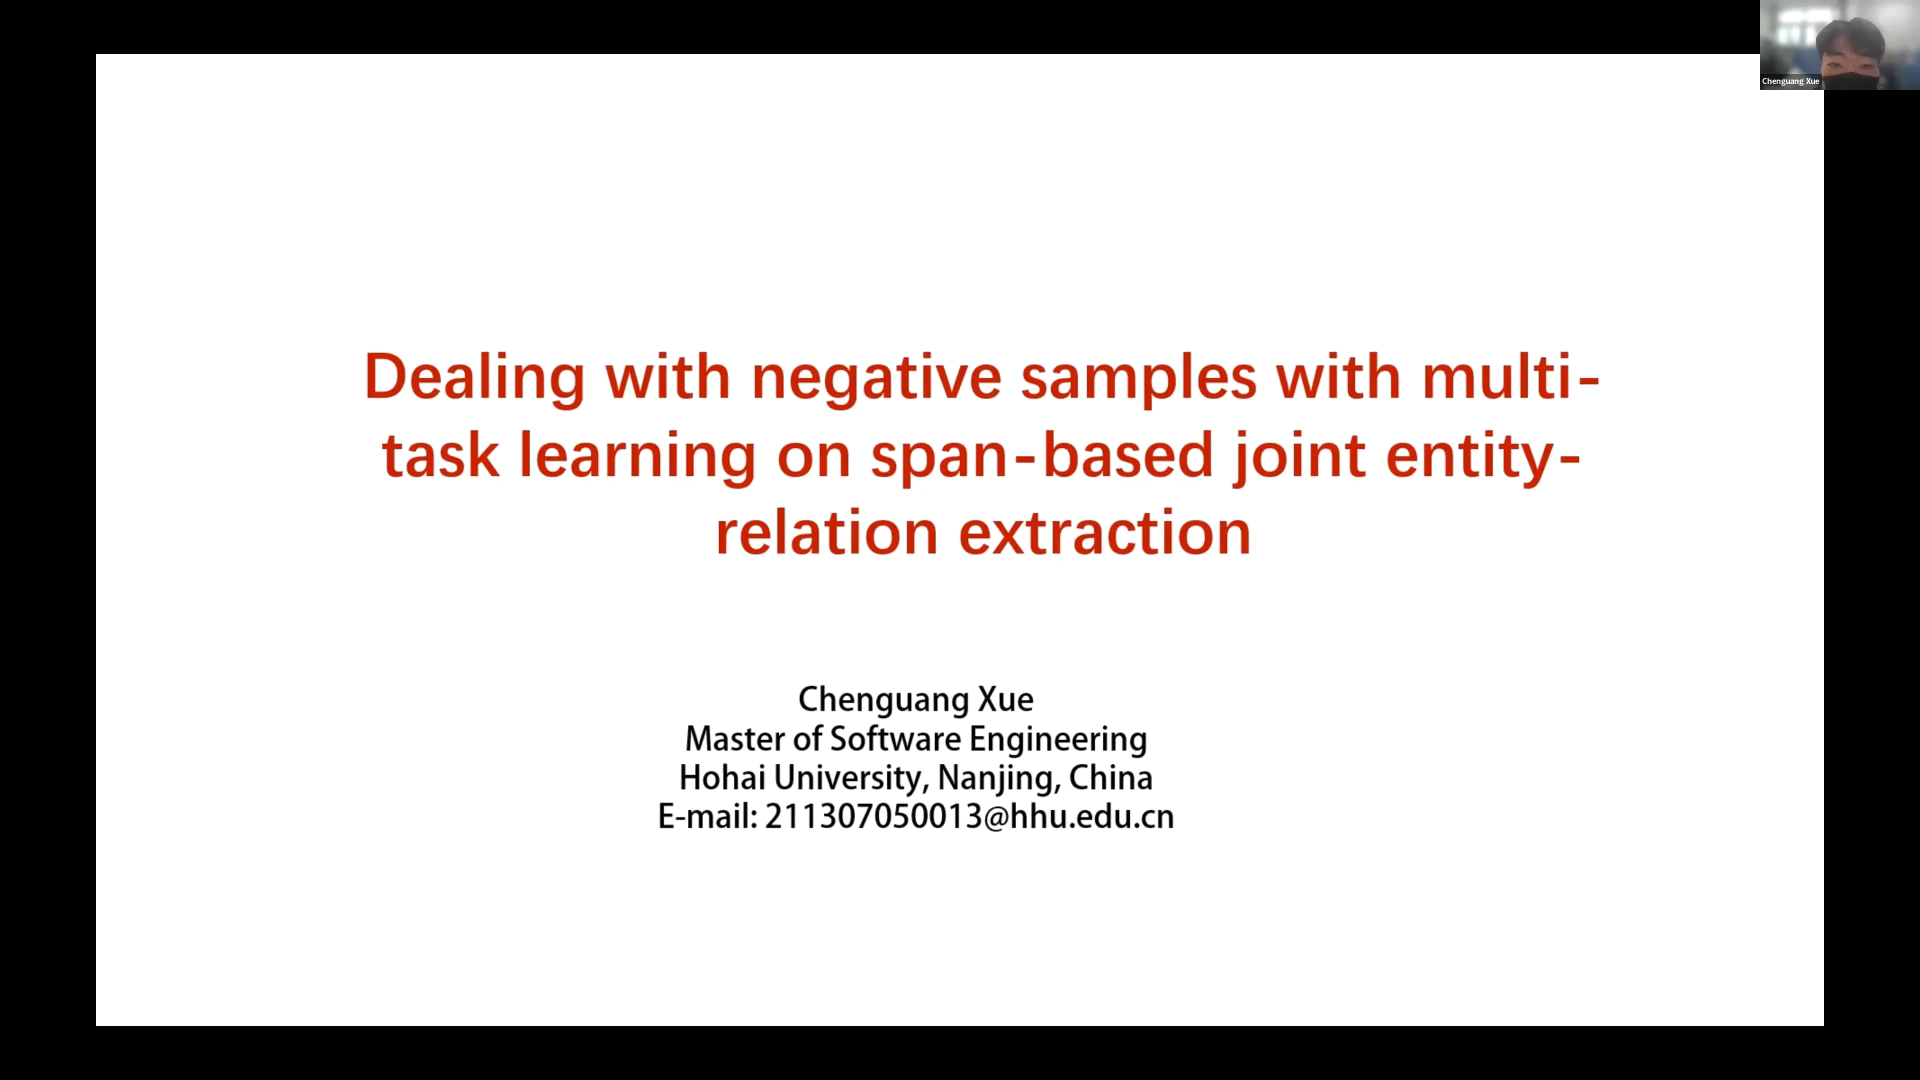 Chenguang Xue
Dealing with negative samples with multi-
task learning on span-based joint entity-
relation extraction
Chenguang Xue
Master of Software Engineering
Hohai University, Nanjing, China
E-mail: 211307050013@hhu.edu.cn